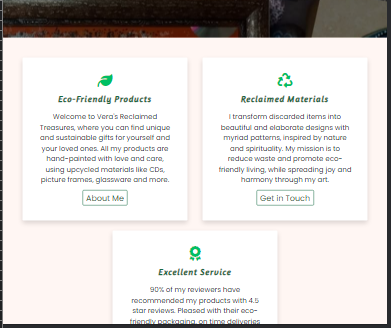 Eco-Friendly Products
Welcome to Vera's Reclaimed
Treasures, where you can find unique
and sustainable gifts for yourself and
your loved ones. All my products are
hand-painted with love and care,
using upcycled materials like CDs,
picture frames, glassware and more.
About Me
Reclaimed Materials
I transform discarded items into
beautiful and elaborate designs with
myriad patterns, inspired by nature
and spirituality. My mission is to
reduce waste and promote eco-
friendly living, while spreading joy and
harmony through my art.
Get in Touch
Excellent Service
90% of my reviewers have
recommended my products with 4.5
star reviews. Pleased with their eco-
friendly packaging, on time deliveries